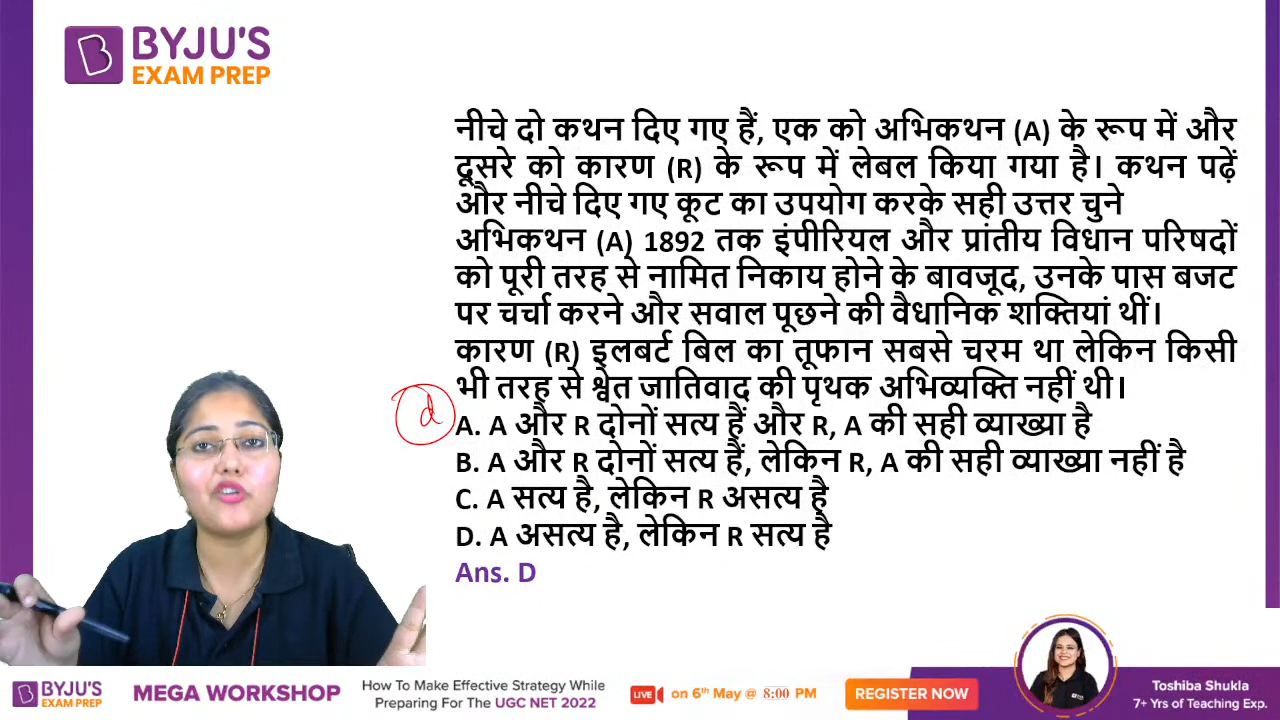 BYJU'S
EXAM PREP
नीचे दो कथन दिए गए हैं, एक को अभिकथन (A) के रूप में और
दूसरे को कारण (R) के रूप में लेबल किया गया है। कथन पढ़ें
और नीचे दिए गए कूट का उपयोग करके सही उत्तर चुने
अभिकथन (A) 1892 तक इंपीरियल और प्रांतीय विधान परिषदों
को पूरी तरह से नामित निकाय होने के बावजूद, उनके पास बजट
पर चर्चा करने और सवाल पूछने की वैधानिक शक्तियां थीं।
कारण (R) इलबर्ट बिल का तूफान सबसे चरम था लेकिन किसी
भी तरह से श्वेत जातिवाद की पृथक अभिव्यक्ति नहीं थी।
d
A. A और R दोनों सत्य हैं और R, A की सही व्याख्या है
B. A और R दोनों सत्य हैं, लेकिन R, A की सही व्याख्या नहीं है
C. A सत्य है, लेकिन R असत्य है
D. A असत्य है, लेकिन R सत्य है
Ans. D
BYJU'S
EXAM PREP
MEGA WORKSHOP
How To Make Effective Strategy While
Preparing For The UGC NET 2022
LIVE
on 6th May @ 8:00 PM
REGISTER NOW
Toshiba Shukla
7+ Yrs of Teaching Exp.